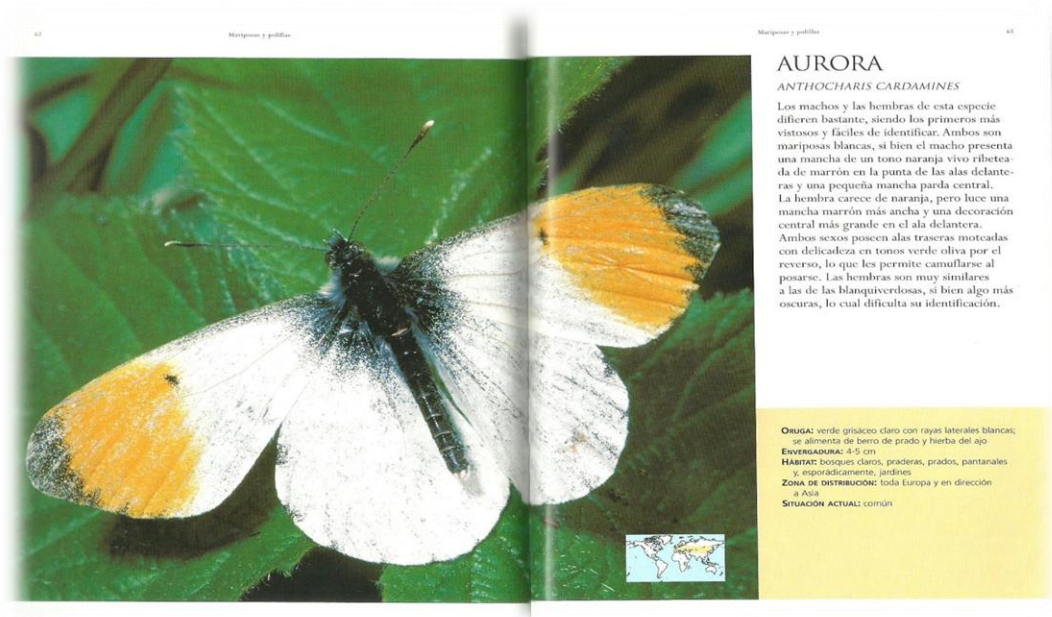 62
Mariposas y polillas
Mariposas y polillas
63
AURORA
ANTHOCHARIS CARDAMINES
Los machos y las hembras de esta especie
difieren bastante, siendo los primeros más
vistosos y fáciles de identificar. Ambos son
mariposas blancas, si bien el macho presenta
una mancha de un tono naranja vivo ribetea-
da de marrón en la punta de las alas delante-
ras y una pequeña mancha parda central.
La hembra carece de naranja, pero luce una
mancha marrón más ancha y una decoración
central más grande en el ala delantera.
Ambos sexos poseen alas traseras moteadas
con delicadeza en tonos verde oliva por el
reverso, lo que les permite camuflarse al
posarse. Las hembras son muy similares
a las de las blanquiverdosas, si bien algo más
oscuras, lo cual dificulta su identificación.
ORUGA: verde grisáceo claro con rayas laterales blancas;
se alimenta de berro de prado y hierba del ajo
ENVERGADURA: 4-5 cm
HÁBITAT: bosques claros, praderas, prados, pantanales
y, esporádicamente, jardines
ZONA DE DISTRIBUCIÓN: toda Europa y en dirección
a Asia
SITUACIÓN ACTUAL: común